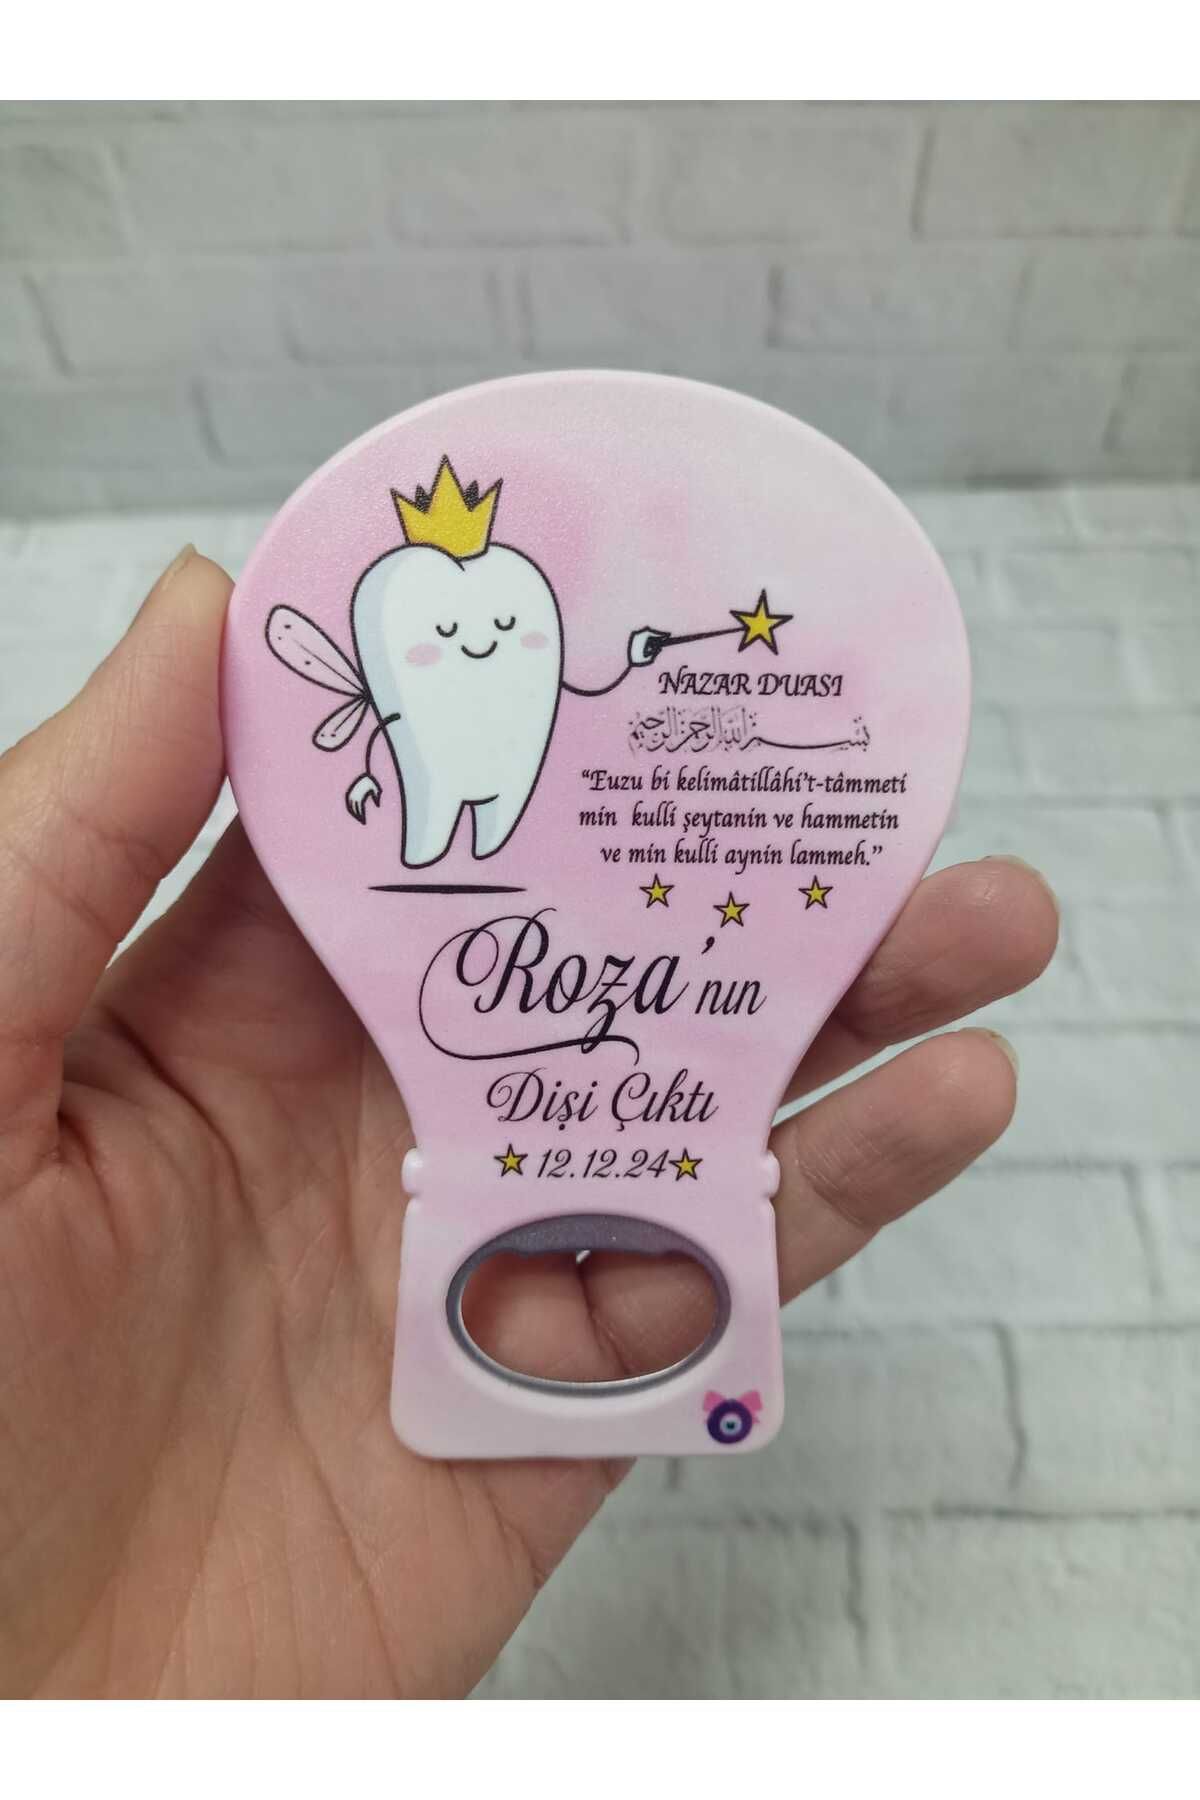 NAZAR DUASI
بسم الله الرحمن الرحيم
“Euzu bi kelimâtillâhi't-tâmmeti
min kulli şeytanin ve hammetin
ve min kulli aynin lammeh.”
Roza'nın
Dişi Çıktı
12.12.24